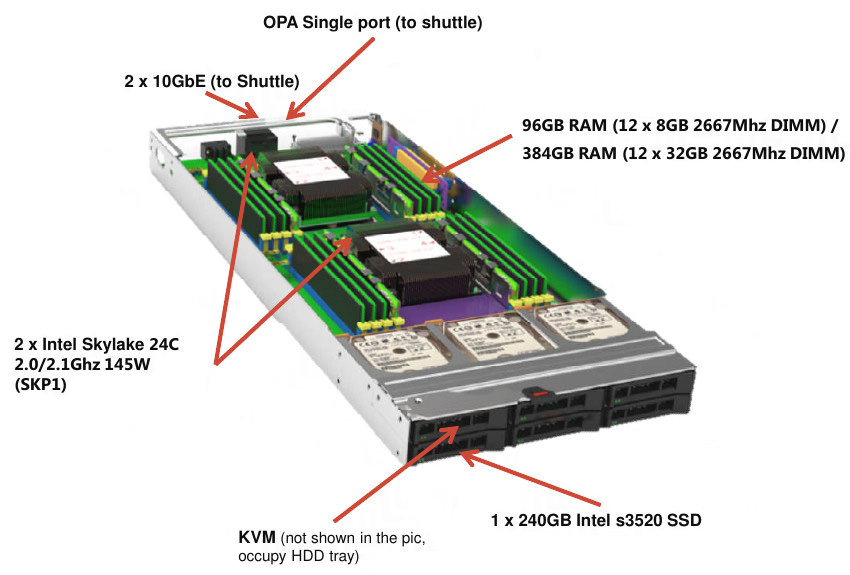 OPA Single port (to shuttle)
2 x 10GbE (to Shuttle)
96GB RAM (12 x 8GB 2667Mhz DIMM) /
384GB RAM (12 x 32GB 2667Mhz DIMM)
2 x Intel Skylake 24C
2.0/2.1Ghz 145W
(SKP1)
1 x 240GB Intel s3520 SSD
KVM (not shown in the pic,
occupy HDD tray)